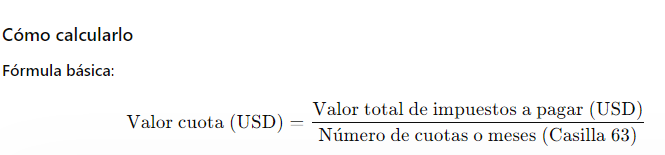 Cómo calcularlo
Fórmula básica:
Valor cuota (USD) = Valor total de impuestos a pagar (USD)
Número de cuotas o meses (Casilla 63)